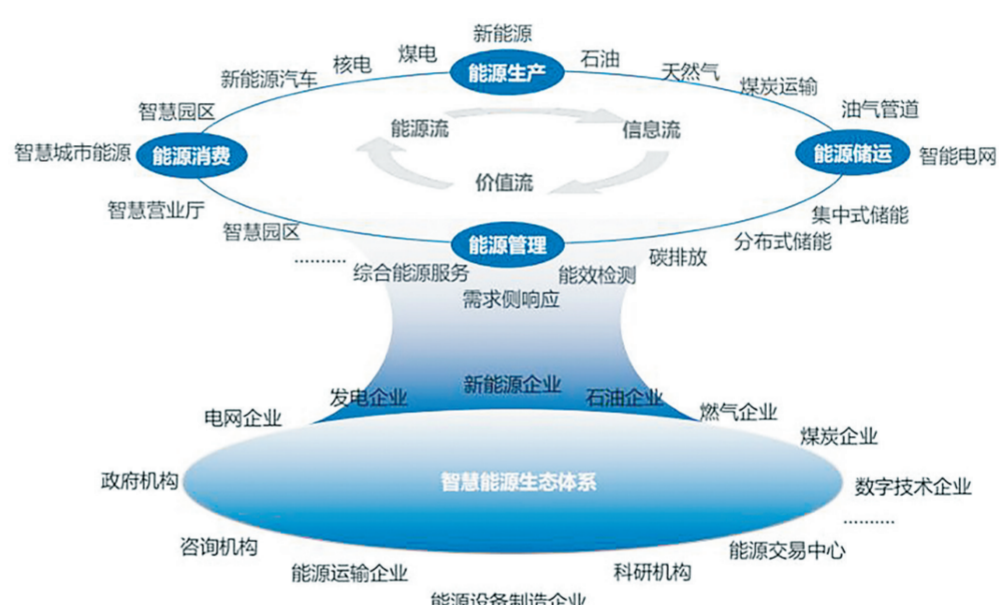 新能源
煤电
石油
核电
能源生产
天然气
新能源汽车
煤炭运输
智慧园区
油气管道
能源流
信息流
智慧城市能源
能源消费
能源储运
智能电网
价值流
智慧营业厅
集中式储能
智慧园区
分布式储能
能源管理
碳排放
..........
综合能源服务
能效检测
需求侧响应
新能源企业
发电企业
石油企业
电网企业
燃气企业
煤炭企业
政府机构
智慧能源生态体系
数字技术企业
..........
咨询机构
能源交易中心
能源运输企业
科研机构
能源设备制造企业